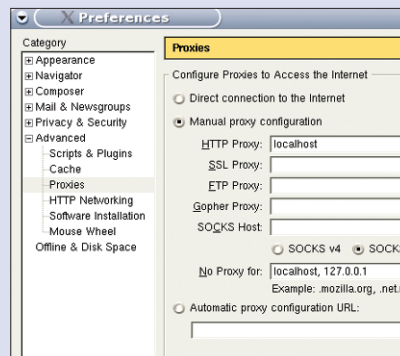 Preferences
Category
Appearance
Navigator
Composer
Mail & Newsgroups
Privacy & Security
Advanced
Scripts & Plugins
Cache
Proxies
HTTP Networking
Software Installation
Mouse Wheel
Offline & Disk Space
Proxies
Configure Proxies to Access the Internet
Direct connection to the Internet
Manual proxy configuration
HTTP Proxy: localhost
SSL Proxy:
FTP Proxy:
Gopher Proxy:
SOCKS Host:
SOCKS v4 SOCKS
No Proxy for: localhost, 127.0.0.1
Example: .mozilla.org, .net.
Automatic proxy configuration URL: